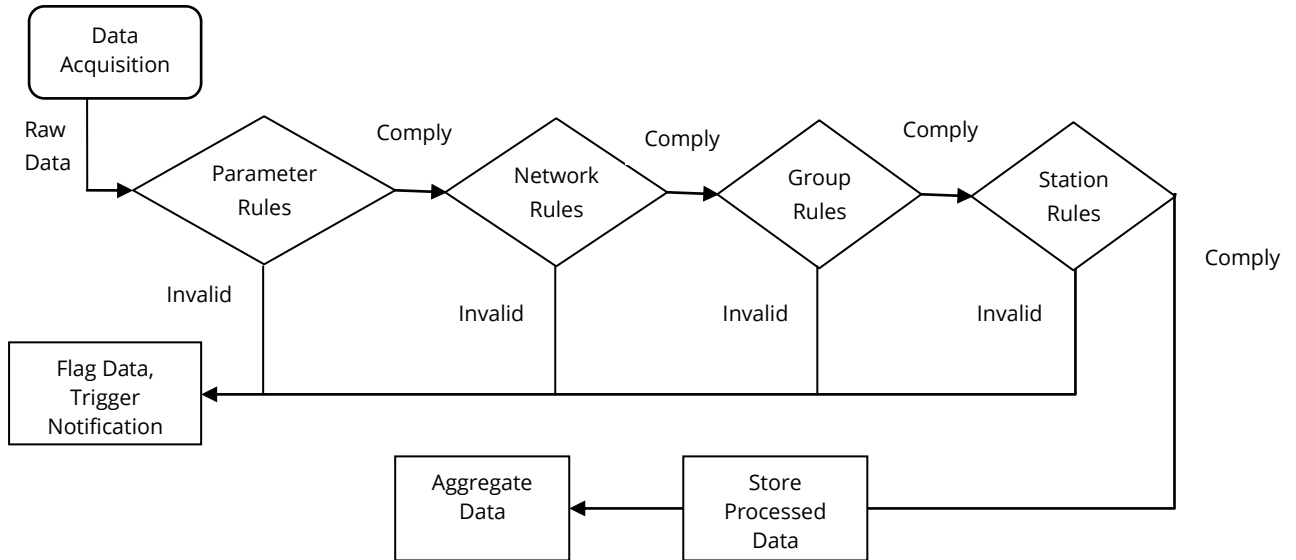 Data
Acquisition
Raw
Data
Parameter
Rules
Comply
Network
Rules
Comply
Group
Rules
Comply
Station
Rules
Comply
Invalid
Invalid
Invalid
Invalid
Flag Data,
Trigger
Notification
Aggregate
Data
Store
Processed
Data